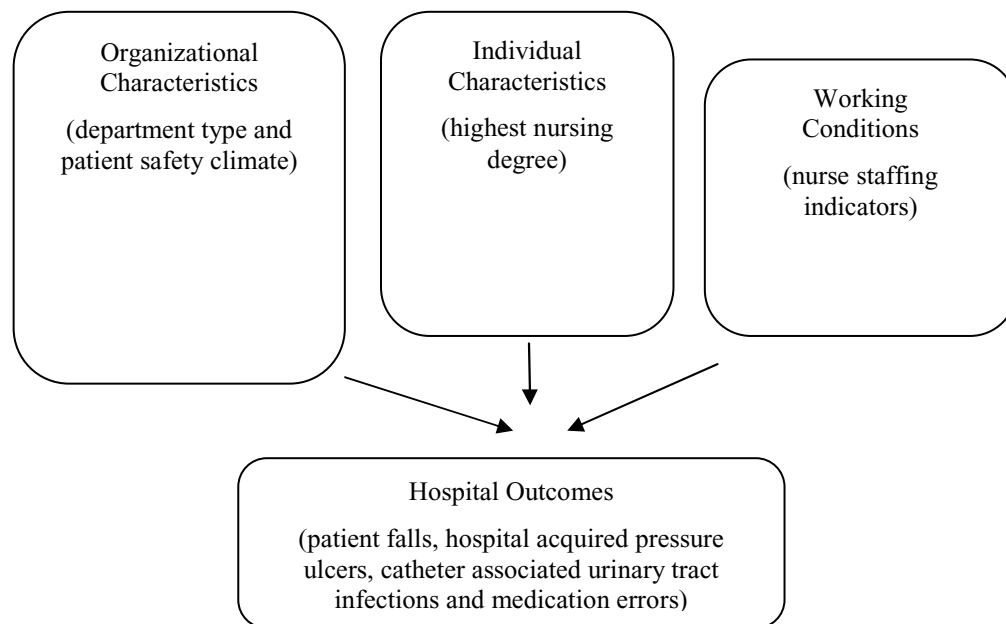 Organizational
Characteristics
(department type and
patient safety climate)
Individual
Characteristics
(highest nursing
degree)
Working
Conditions
(nurse staffing
indicators)
Hospital Outcomes
(patient falls, hospital acquired pressure
ulcers, catheter associated urinary tract
infections and medication errors)